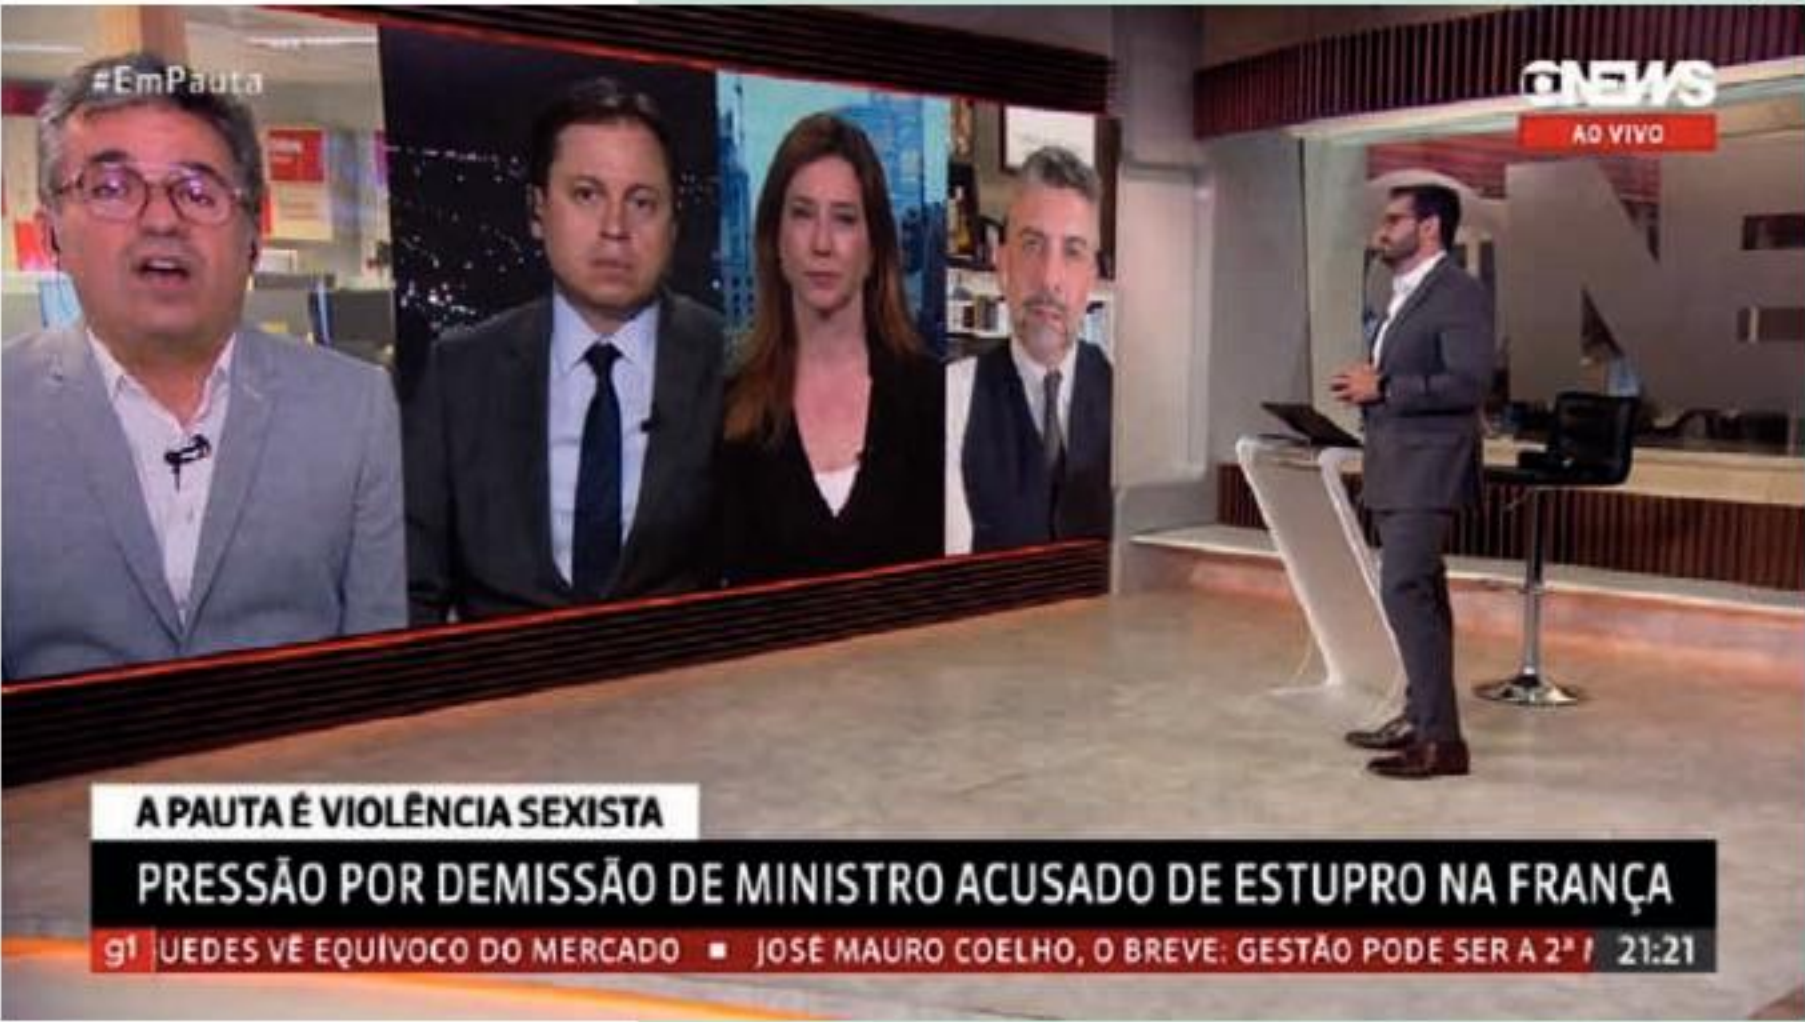 #EmPauta
GNEWS
AO VIVO
A PAUTA É VIOLÊNCIA SEXISTA
PRESSÃO POR DEMISSÃO DE MINISTRO ACUSADO DE ESTUPRO NA FRANÇA
g1 UEDES VÊ EQUÍVOCO DO MERCADO ■ JOSÉ MAURO COELHO, O BREVE: GESTÃO PODE SER A 2ª 21:21